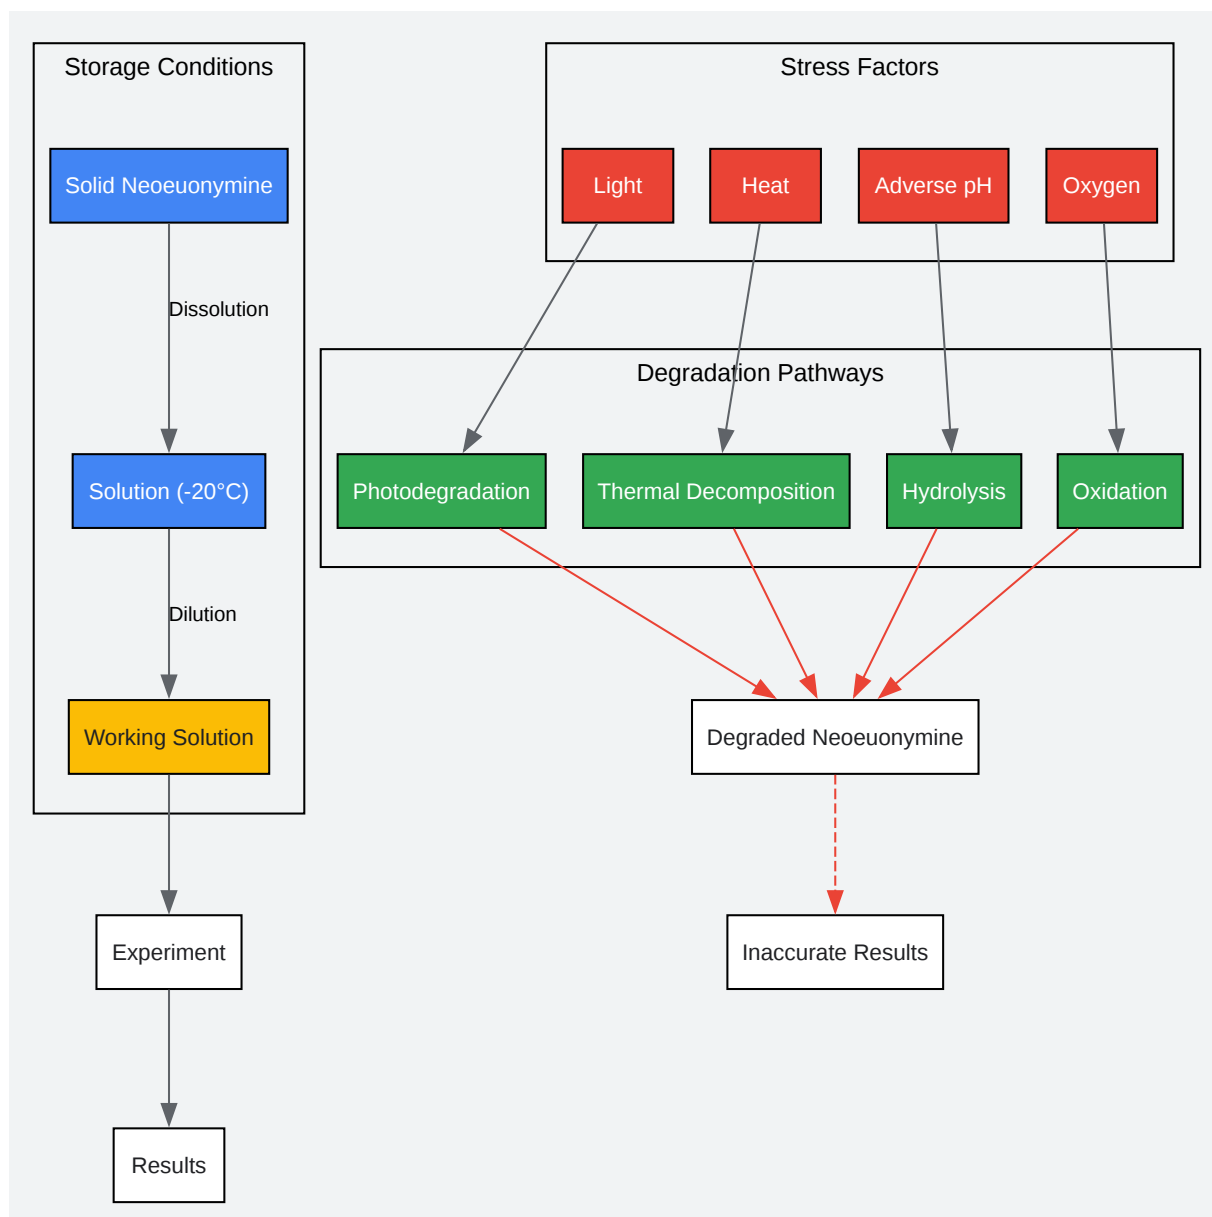 Storage Conditions
Solid Neoeuonymine
Dissolution
Solution (-20°C)
Dilution
Working Solution
Experiment
Results
Stress Factors
Light
Heat
Adverse pH
Oxygen
Degradation Pathways
Photodegradation
Thermal Decomposition
Hydrolysis
Oxidation
Degraded Neoeuonymine
Inaccurate Results